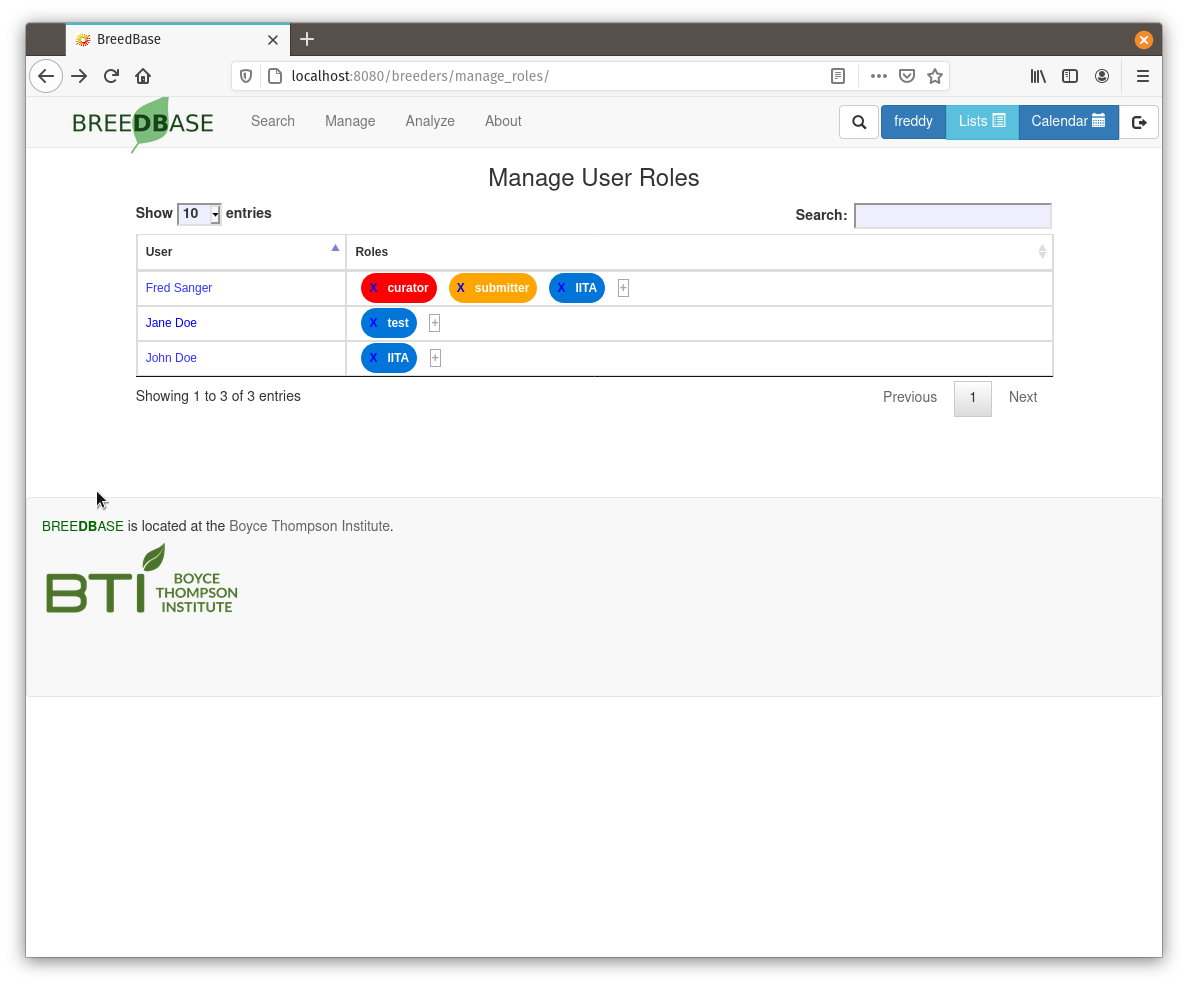 BreedBase
localhost:8080/breeders/manage_roles/
BREEDBASE Search Manage Analyze About freddy Lists Calendar
Manage User Roles
Show 10 entries Search:
User Roles
Fred Sanger X curator X submitter X IITA +
Jane Doe X test +
John Doe X IITA +
Showing 1 to 3 of 3 entries Previous 1 Next
BREEDBASE is located at the Boyce Thompson Institute.
BTI BOYCE
THOMPSON
INSTITUTE